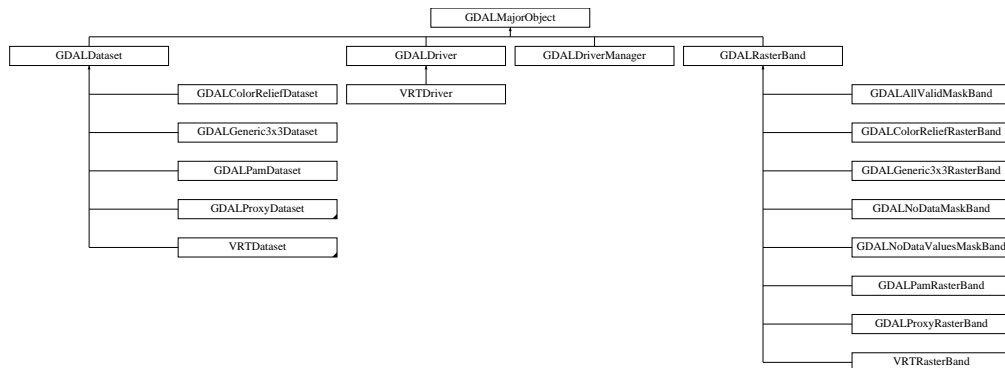 GDALMajorObject
GDALDataset
GDALDriver
GDALDriverManager
GDALRasterBand
GDALColorReliefDataset
VRTDriver
GDALAllValidMaskBand
GDALGeneric3x3Dataset
GDALColorReliefRasterBand
GDALPamDataset
GDALGeneric3x3RasterBand
GDALProxyDataset
GDALNoDataMaskBand
VRTDataset
GDALNoDataValuesMaskBand
GDALPamRasterBand
GDALProxyRasterBand
VRTRasterBand